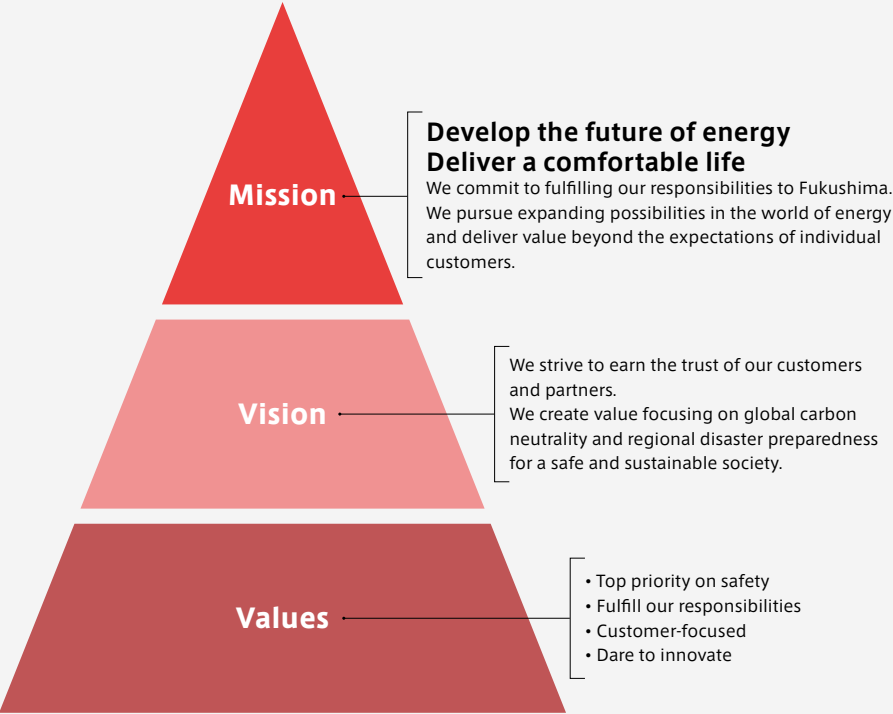 Mission
Develop the future of energy
Deliver a comfortable life
We commit to fulfilling our responsibilities to Fukushima.
We pursue expanding possibilities in the world of energy
and deliver value beyond the expectations of individual
customers.
Vision
We strive to earn the trust of our customers
and partners.
We create value focusing on global carbon
neutrality and regional disaster preparedness
for a safe and sustainable society.
Values
• Top priority on safety
• Fulfill our responsibilities
• Customer-focused
• Dare to innovate